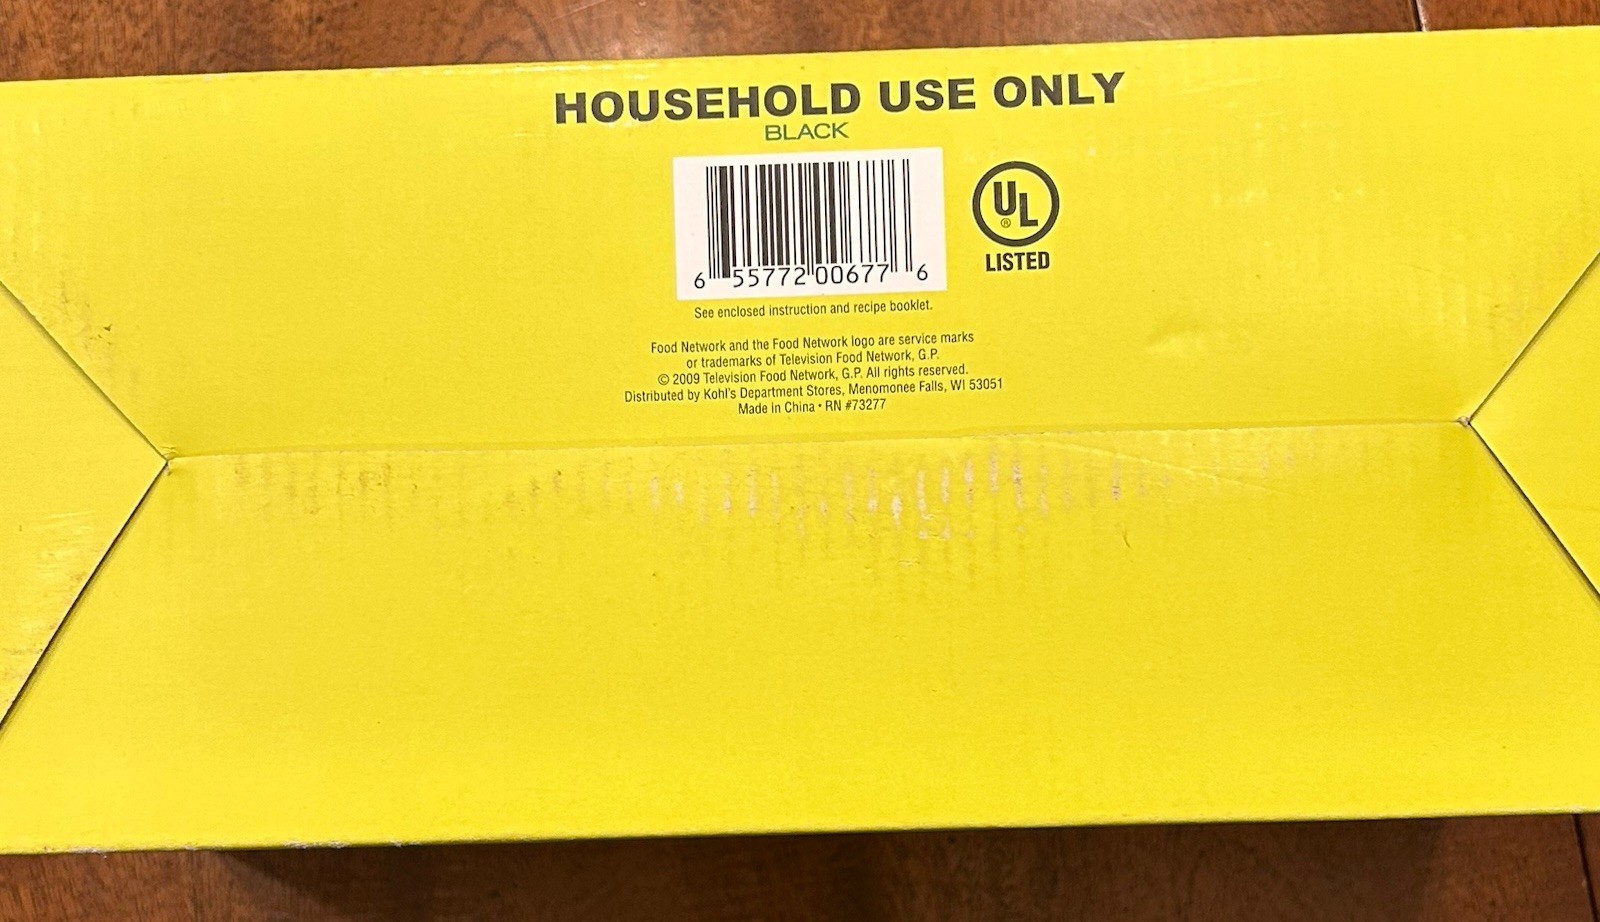 HOUSEHOLD USE ONLY
BLACK
6 55772 00677 6
UL
®
LISTED
See enclosed instruction and recipe booklet.
Food Network and the Food Network logo are service marks
or trademarks of Television Food Network, G.P.
© 2009 Television Food Network, G.P. All rights reserved.
Distributed by Kohl's Department Stores, Menomonee Falls, WI 53051
Made in China • RN #73277